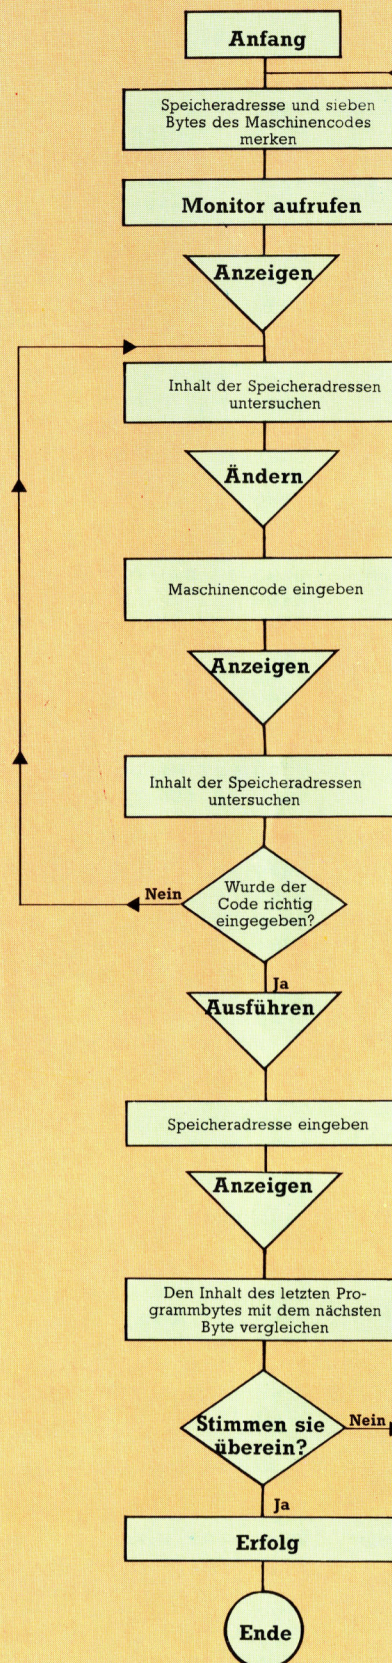 Anfang
Speicheradresse und sieben
Bytes des Maschinencodes
merken
Monitor aufrufen
Anzeigen
Inhalt der Speicheradressen
untersuchen
Ändern
Maschinencode eingeben
Anzeigen
Inhalt der Speicheradressen
untersuchen
Wurde der
Code richtig
eingegeben?
Nein
Ja
Ausführen
Speicheradresse eingeben
Anzeigen
Den Inhalt des letzten Pro-
grammbytes mit dem nächsten
Byte vergleichen
Stimmen sie
überein?
Nein
Ja
Erfolg
Ende